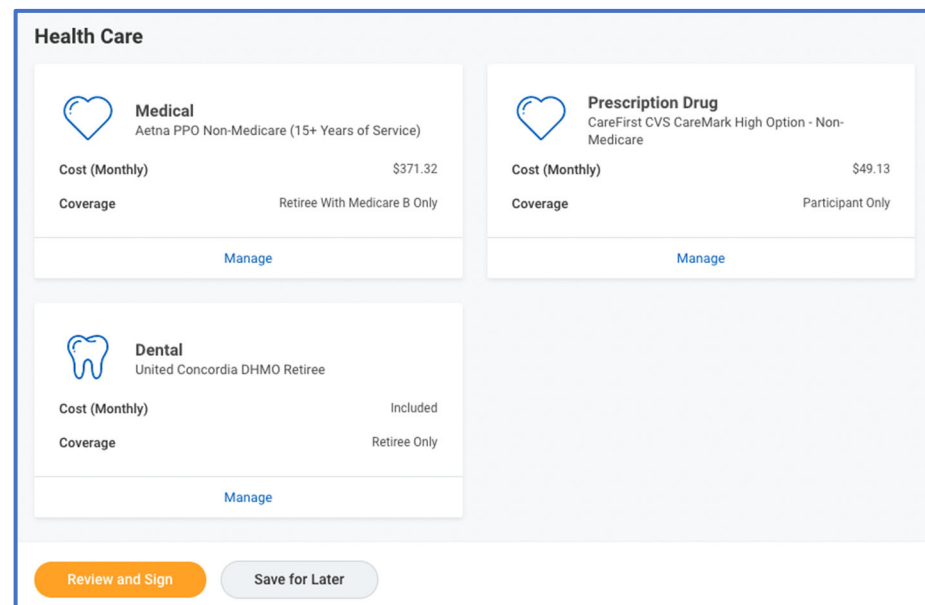 Health Care
Medical
Aetna PPO Non-Medicare (15+ Years of Service)
Cost (Monthly) $371.32
Coverage Retiree With Medicare B Only
Manage
Prescription Drug
CareFirst CVS CareMark High Option - Non-
Medicare
Cost (Monthly) $49.13
Coverage Participant Only
Manage
Dental
United Concordia DHMO Retiree
Cost (Monthly) Included
Coverage Retiree Only
Manage
Review and Sign
Save for Later